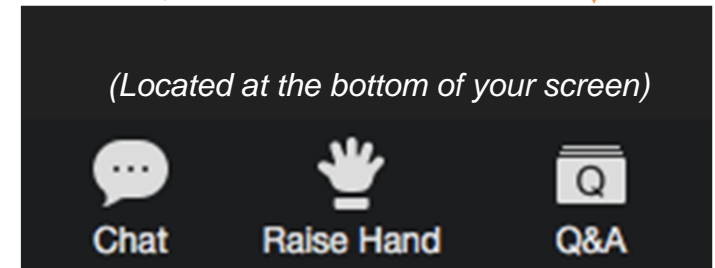 (Located at the bottom of your screen)
Q
Chat Raise Hand Q&A